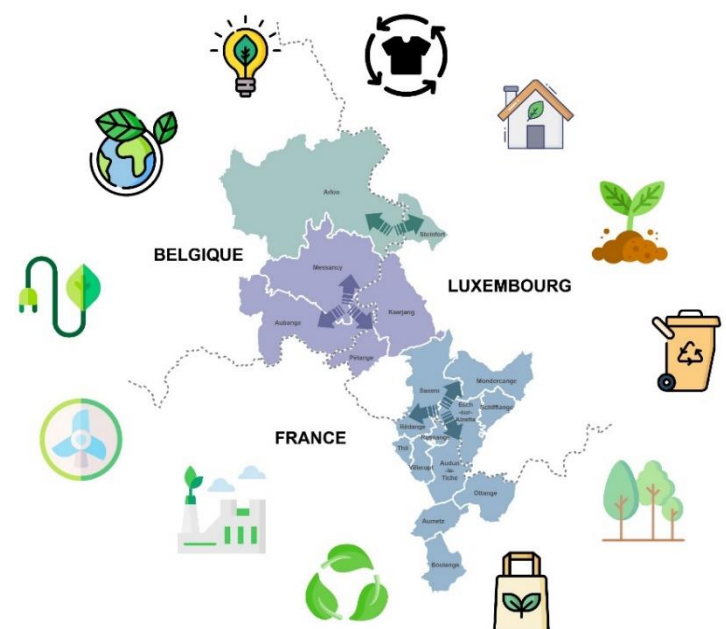 Arlon
Steinfort
BELGIQUE
Messancy
LUXEMBOURG
Aubange
Kaerjeng
Pétange
Sanem
Mondercange
Esch
-sur-
Alzette
Schifflange
Rédange
FRANCE
Russange
Thil
Villerupt
Audun
-le-
Tiche
Ottange
Aumetz
Boulange